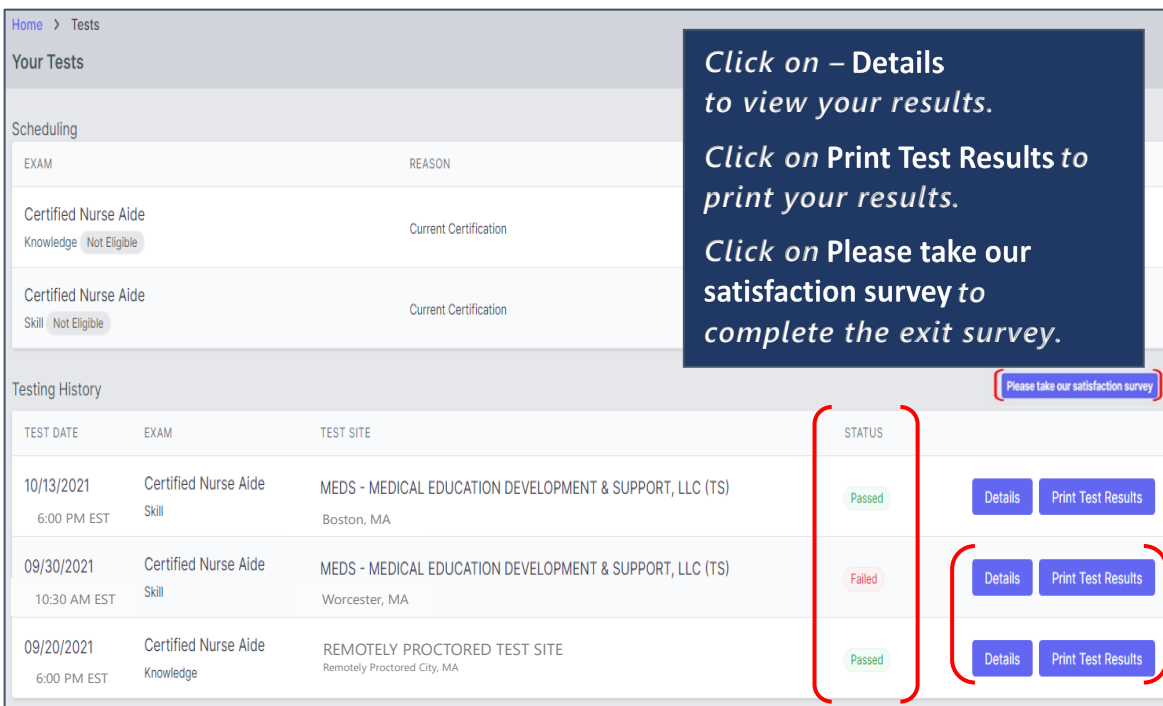 Home > Tests
Your Tests
Click on – Details
to view your results.
Click on Print Test Results to
print your results.
Click on Please take our
satisfaction survey to
complete the exit survey.
Scheduling
EXAM REASON
Certified Nurse Aide
Knowledge Not Eligible
Current Certification
Certified Nurse Aide
Skill Not Eligible
Current Certification
Testing History
Please take our satisfaction survey
TEST DATE EXAM TEST SITE STATUS
10/13/2021 Certified Nurse Aide MEDS - MEDICAL EDUCATION DEVELOPMENT & SUPPORT, LLC (TS) Passed Details Print Test Results
6:00 PM EST Skill Boston, MA
09/30/2021 Certified Nurse Aide MEDS - MEDICAL EDUCATION DEVELOPMENT & SUPPORT, LLC (TS) Failed Details Print Test Results
10:30 AM EST Skill Worcester, MA
09/20/2021 Certified Nurse Aide REMOTELY PROCTORED TEST SITE Passed Details Print Test Results
6:00 PM EST Knowledge Remotely Proctored City, MA